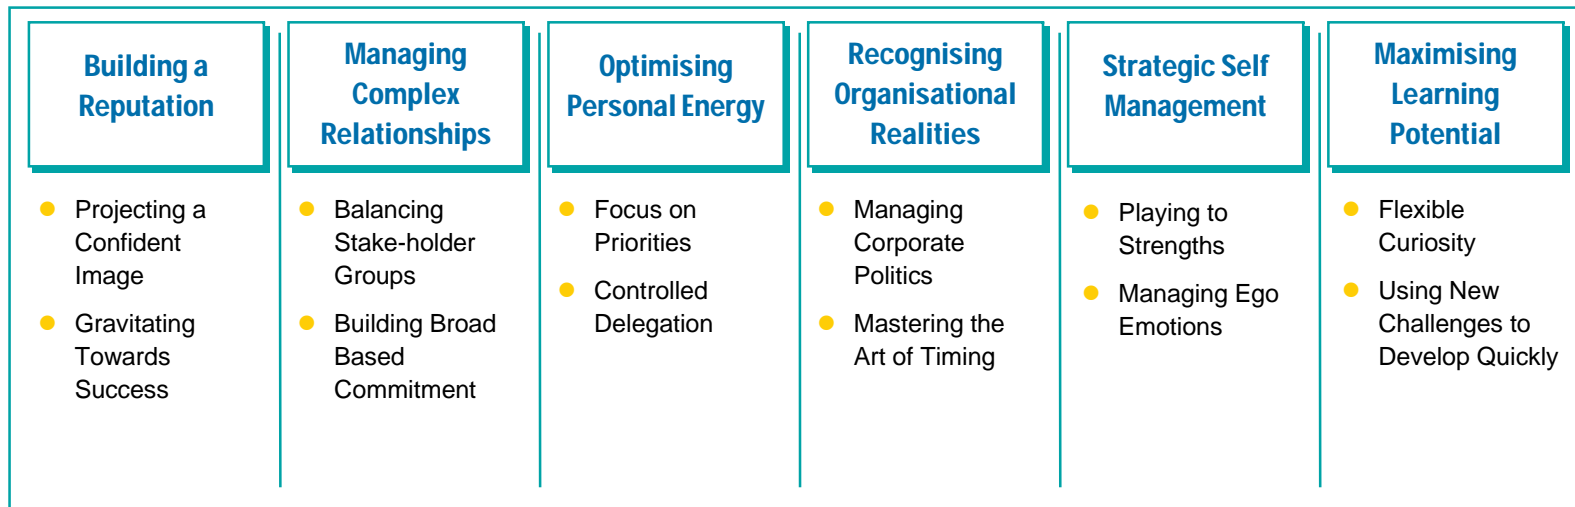 Building a
Reputation
Projecting a
Confident
Image
Gravitating
Towards
Success
Managing
Complex
Relationships
Balancing
Stake-holder
Groups
Building Broad
Based
Commitment
Optimising
Personal Energy
Focus on
Priorities
Controlled
Delegation
Recognising
Organisational
Realities
Managing
Corporate
Politics
Mastering the
Art of Timing
Strategic Self
Management
Playing to
Strengths
Managing Ego
Emotions
Maximising
Learning
Potential
Flexible
Curiosity
Using New
Challenges to
Develop Quickly